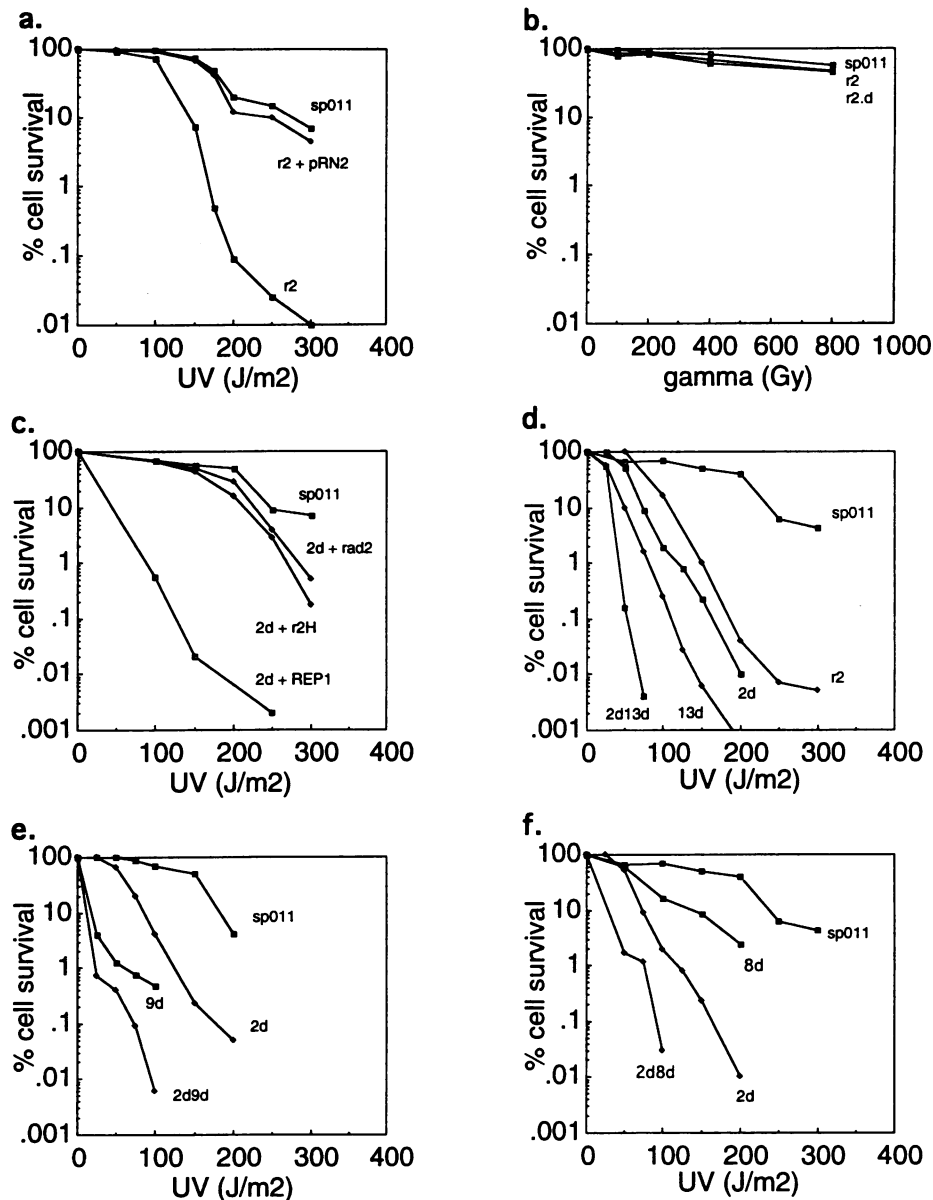 a.
% cell survival
100
10
1
.1
.01
sp011
r2 + pRN2
r2
0 100 200 300 400
UV (J/m2)
b.
% cell survival
100
10
1
.1
.01
sp011
r2
r2.d
0 200 400 600 800 1000
gamma (Gy)
c.
% cell survival
100
10
1
.1
.01
.001
sp011
2d + rad2
2d + r2H
2d + REP1
0 100 200 300 400
UV (J/m2)
d.
% cell survival
100
10
1
.1
.01
.001
sp011
r2
2d
13d
2d13d
0 100 200 300 400
UV (J/m2)
e.
% cell survival
100
10
1
.1
.01
.001
sp011
9d
2d
2d9d
0 100 200 300 400
UV (J/m2)
f.
% cell survival
100
10
1
.1
.01
.001
sp011
8d
2d8d
2d
0 100 200 300 400
UV (J/m2)